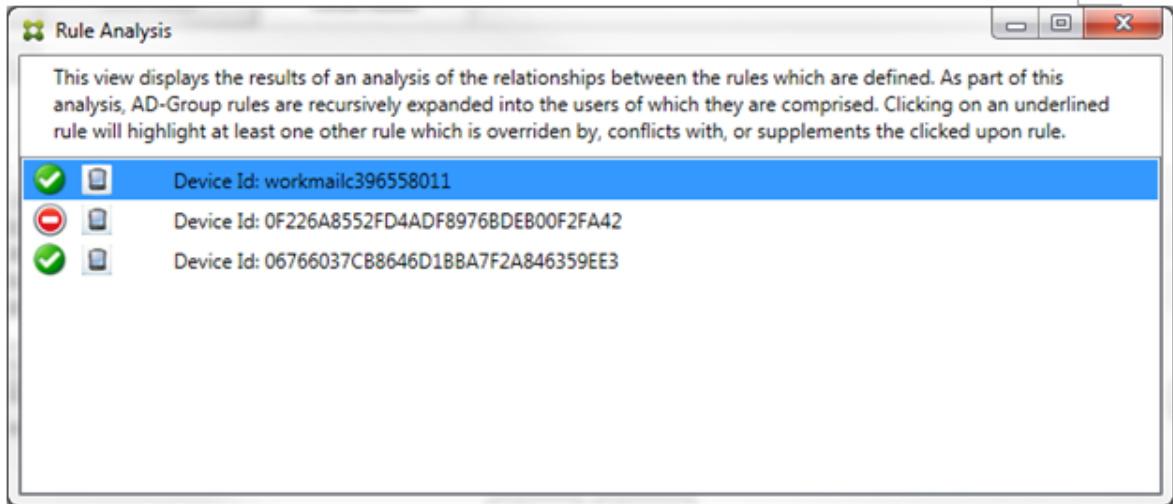 Rule Analysis
This view displays the results of an analysis of the relationships between the rules which are defined. As part of this
analysis, AD-Group rules are recursively expanded into the users of which they are comprised. Clicking on an underlined
rule will highlight at least one other rule which is overriden by, conflicts with, or supplements the clicked upon rule.
Device Id: workmailc396558011
Device Id: 0F226A8552FD4ADF8976BDEB00F2FA42
Device Id: 06766037CB8646D1BBA7F2A846359EE3